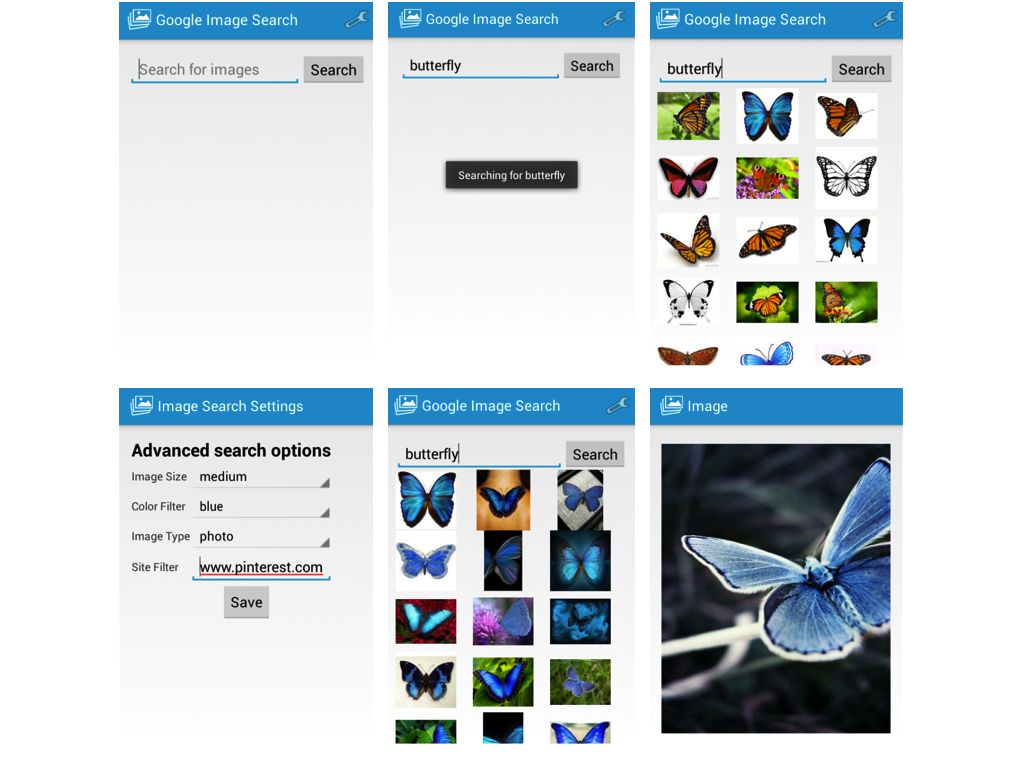 Google Image Search
Search for images
Search
Google Image Search
butterfly
Search
Searching for butterfly
Google Image Search
butterfly
Search
Image Search Settings
Advanced search options
Image Size medium
Color Filter blue
Image Type photo
Site Filter www.pinterest.com
Save
Google Image Search
butterfly
Search
Image